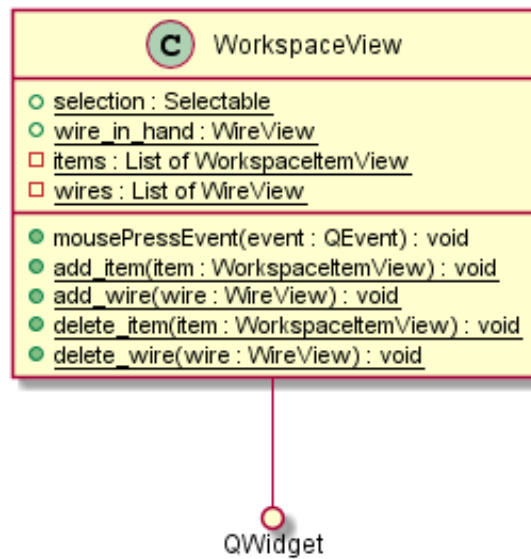 C WorkspaceView
selection : Selectable
wire_in_hand : WireView
items : List of WorkspaceItemView
wires : List of WireView
mousePressEvent(event : QEvent) : void
add_item(item : WorkspaceItemView) : void
add_wire(wire : WireView) : void
delete_item(item : WorkspaceItemView) : void
delete_wire(wire : WireView) : void
QWidget